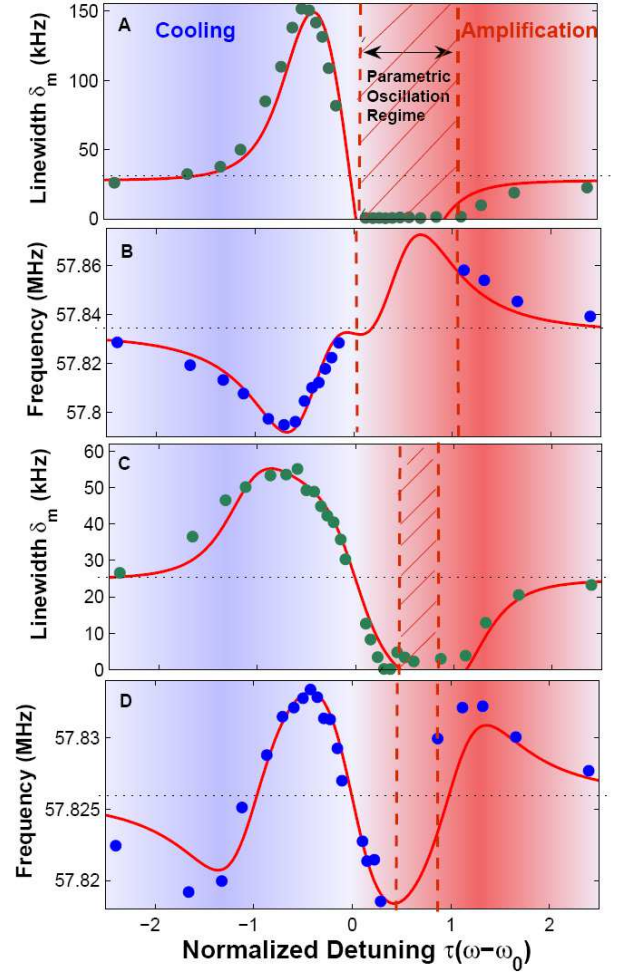 A
Cooling
Amplification
Parametric
Oscillation
Regime
Linewidth δm (kHz)
150
100
50
0
B
Frequency (MHz)
57.86
57.84
57.82
57.8
C
Linewidth δm (kHz)
60
50
40
30
20
10
0
D
Frequency (MHz)
57.83
57.825
57.82
−2
−1
0
1
2
Normalized Detuning τ(ω−ω0)